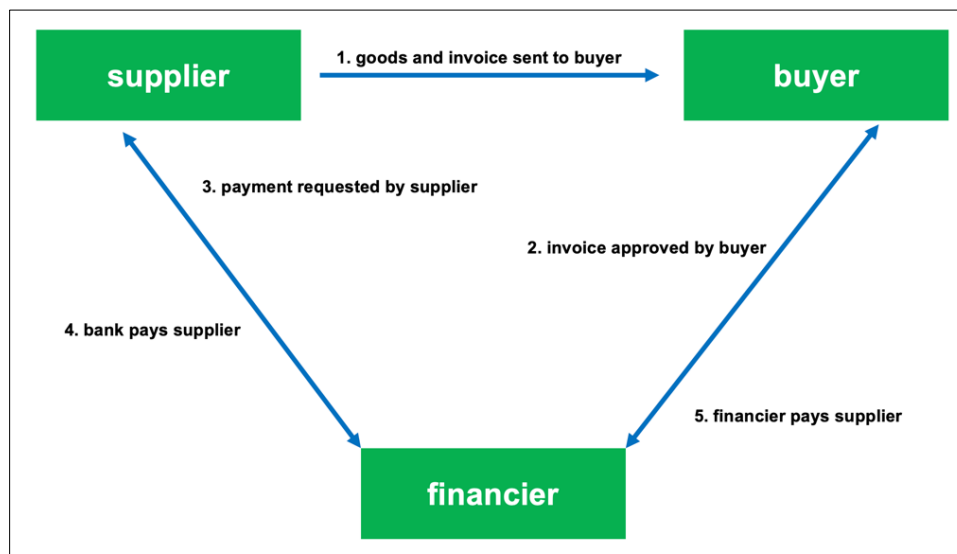 supplier
1. goods and invoice sent to buyer
buyer
3. payment requested by supplier
2. invoice approved by buyer
4. bank pays supplier
5. financier pays supplier
financier